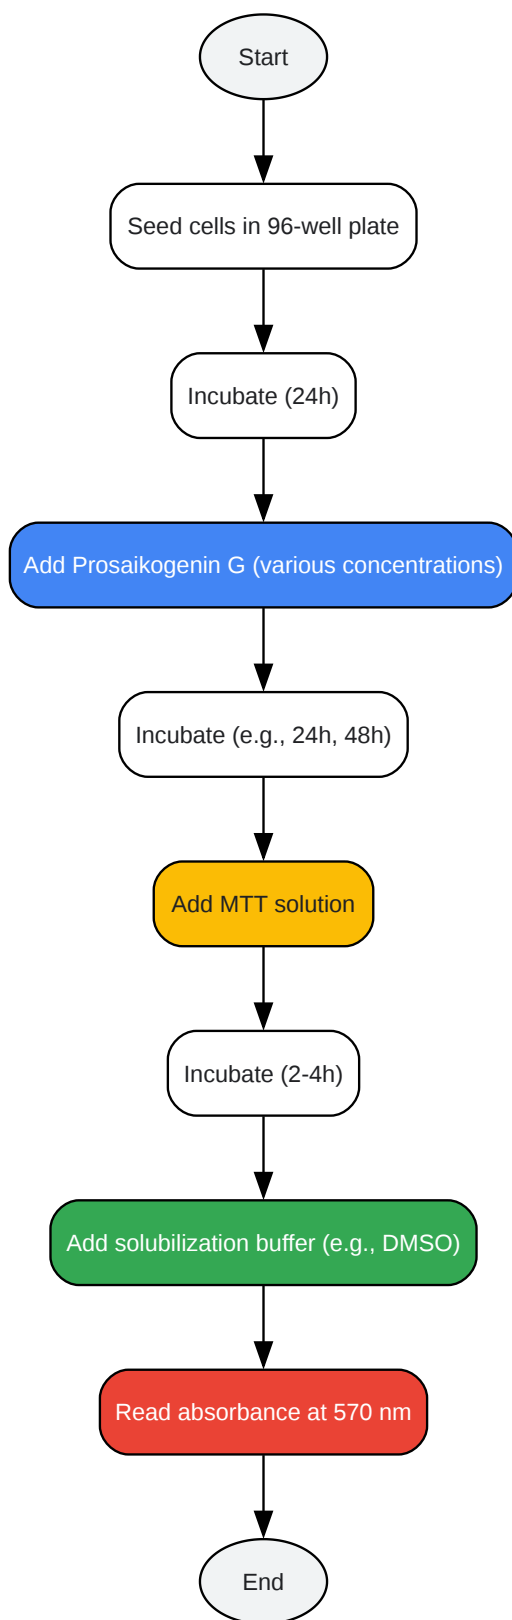 Start
Seed cells in 96-well plate
Incubate (24h)
Add Prosaikogenin G (various concentrations)
Incubate (e.g., 24h, 48h)
Add MTT solution
Incubate (2-4h)
Add solubilization buffer (e.g., DMSO)
Read absorbance at 570 nm
End